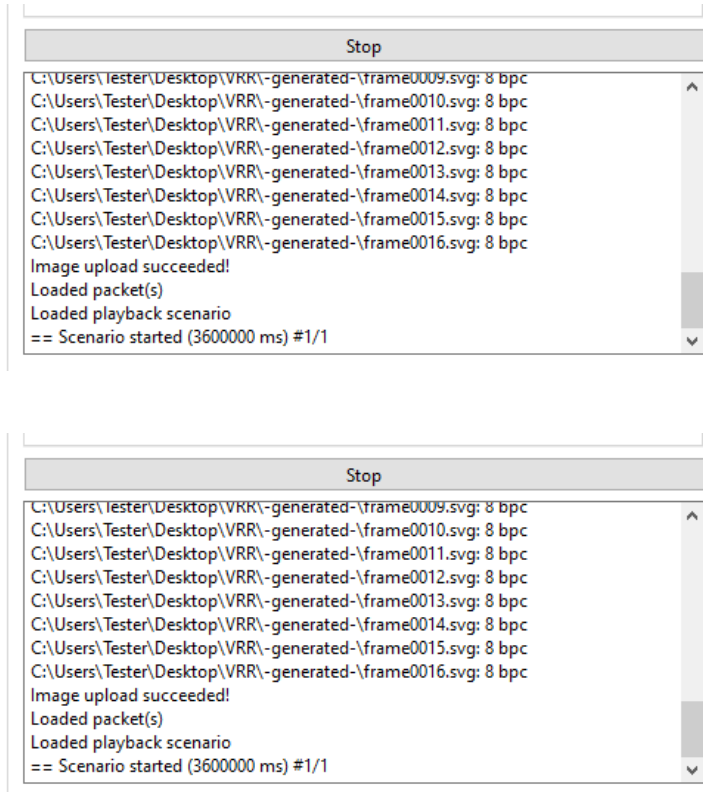 Stop
C:\Users\Tester\Desktop\VRR\-generated-\frame0009.svg: 8 bpc
C:\Users\Tester\Desktop\VRR\-generated-\frame0010.svg: 8 bpc
C:\Users\Tester\Desktop\VRR\-generated-\frame0011.svg: 8 bpc
C:\Users\Tester\Desktop\VRR\-generated-\frame0012.svg: 8 bpc
C:\Users\Tester\Desktop\VRR\-generated-\frame0013.svg: 8 bpc
C:\Users\Tester\Desktop\VRR\-generated-\frame0014.svg: 8 bpc
C:\Users\Tester\Desktop\VRR\-generated-\frame0015.svg: 8 bpc
C:\Users\Tester\Desktop\VRR\-generated-\frame0016.svg: 8 bpc
Image upload succeeded!
Loaded packet(s)
Loaded playback scenario
== Scenario started (3600000 ms) #1/1
Stop
C:\Users\Tester\Desktop\VRR\-generated-\frame0009.svg: 8 bpc
C:\Users\Tester\Desktop\VRR\-generated-\frame0010.svg: 8 bpc
C:\Users\Tester\Desktop\VRR\-generated-\frame0011.svg: 8 bpc
C:\Users\Tester\Desktop\VRR\-generated-\frame0012.svg: 8 bpc
C:\Users\Tester\Desktop\VRR\-generated-\frame0013.svg: 8 bpc
C:\Users\Tester\Desktop\VRR\-generated-\frame0014.svg: 8 bpc
C:\Users\Tester\Desktop\VRR\-generated-\frame0015.svg: 8 bpc
C:\Users\Tester\Desktop\VRR\-generated-\frame0016.svg: 8 bpc
Image upload succeeded!
Loaded packet(s)
Loaded playback scenario
== Scenario started (3600000 ms) #1/1